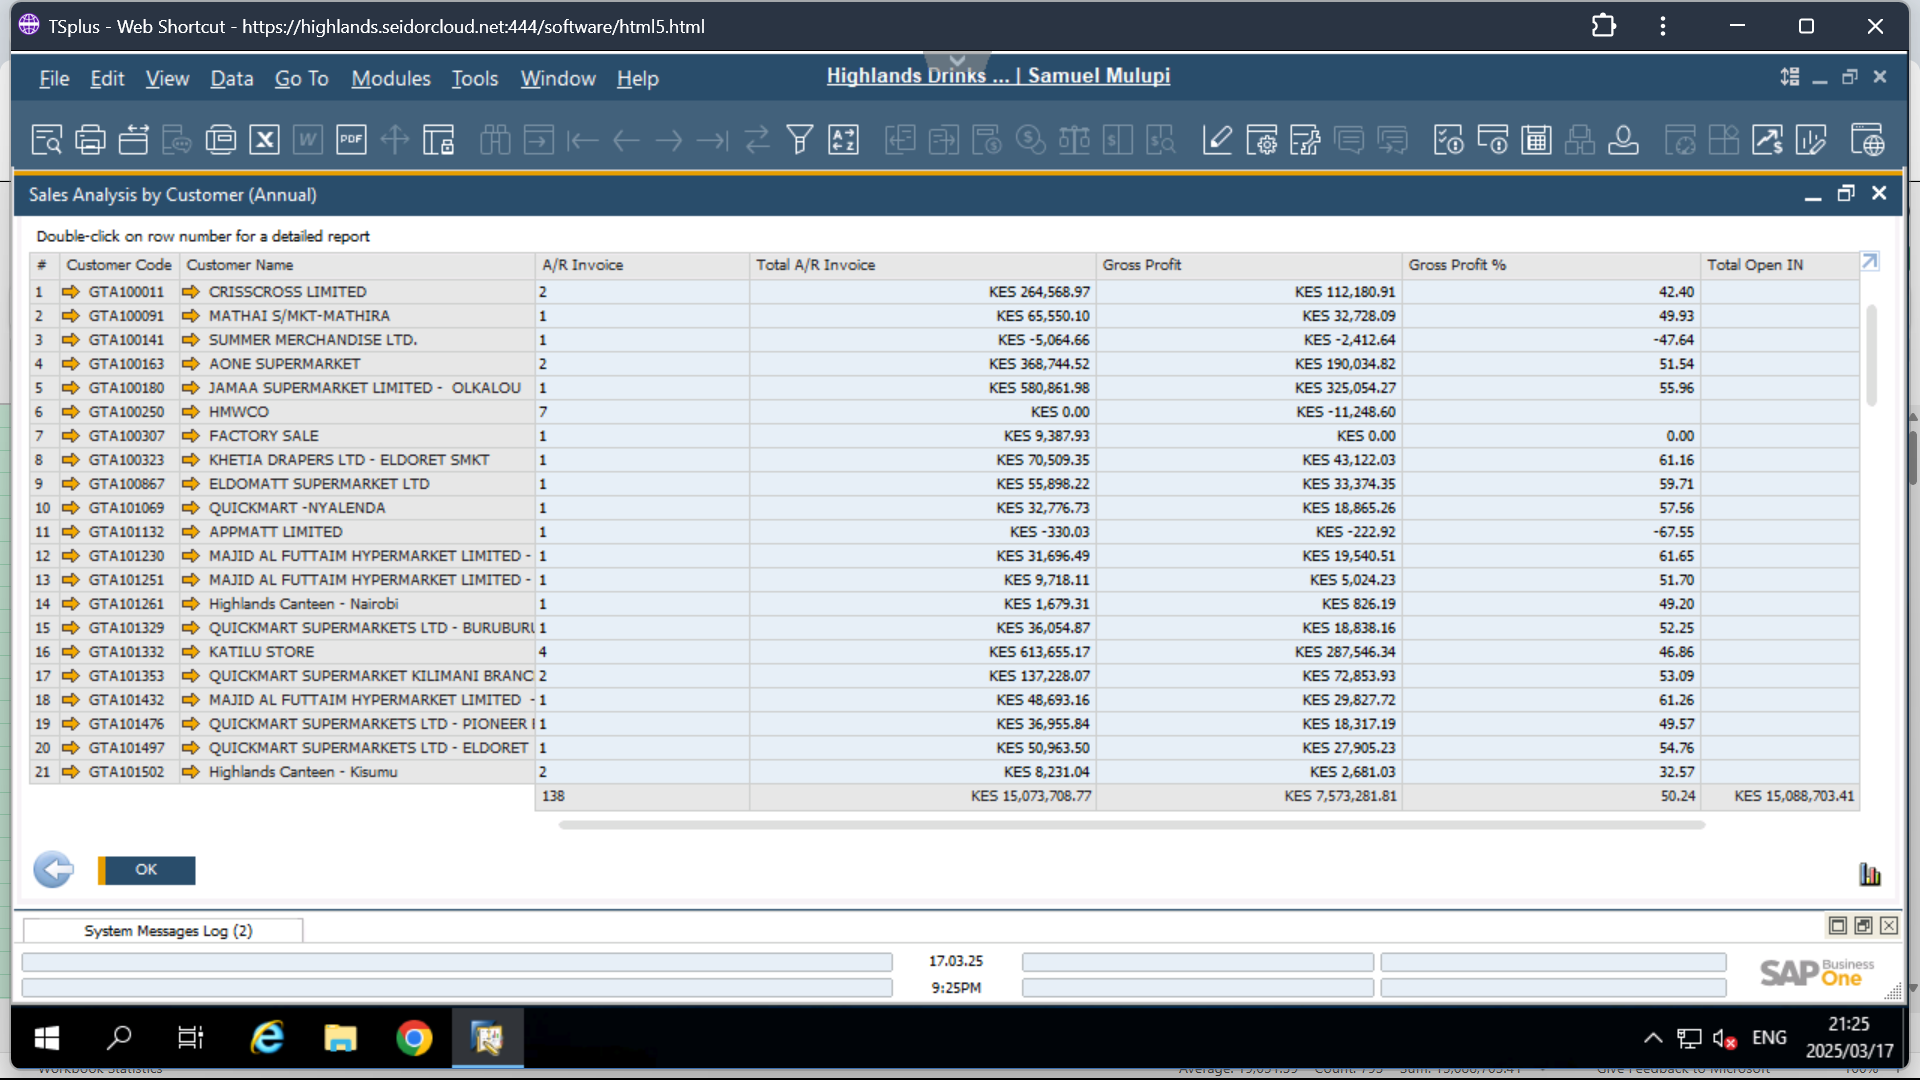 TSplus - Web Shortcut - https://highlands.seidorcloud.net:444/software/html5.html
File Edit View Data Go To Modules Tools Window Help
Highlands Drinks ... | Samuel Mulupi
Sales Analysis by Customer (Annual)
Double-click on row number for a detailed report
# Customer Code Customer Name A/R Invoice Total A/R Invoice Gross Profit Gross Profit % Total Open IN
1 GTA100011 CRISSCROSS LIMITED 2 KES 264,568.97 KES 112,180.91 42.40
2 GTA100091 MATHAI S/MKT-MATHIRA 1 KES 65,550.10 KES 32,728.09 49.93
3 GTA100141 SUMMER MERCHANDISE LTD. 1 KES -5,064.66 KES -2,412.64 -47.64
4 GTA100163 AONE SUPERMARKET 2 KES 368,744.52 KES 190,034.82 51.54
5 GTA100180 JAMAA SUPERMARKET LIMITED - OLKALOU 1 KES 580,861.98 KES 325,054.27 55.96
6 GTA100250 HMWCO 7 KES 0.00 KES -11,248.60
7 GTA100307 FACTORY SALE 1 KES 9,387.93 KES 0.00 0.00
8 GTA100323 KHETIA DRAPERS LTD - ELDORET SMKT 1 KES 70,509.35 KES 43,122.03 61.16
9 GTA100867 ELDOMATT SUPERMARKET LTD 1 KES 55,898.22 KES 33,374.35 59.71
10 GTA101069 QUICKMART -NYALENDA 1 KES 32,776.73 KES 18,865.26 57.56
11 GTA101132 APPMATT LIMITED 1 KES -330.03 KES -222.92 -67.55
12 GTA101230 MAJID AL FUTTAIM HYPERMARKET LIMITED - 1 KES 31,696.49 KES 19,540.51 61.65
13 GTA101251 MAJID AL FUTTAIM HYPERMARKET LIMITED - 1 KES 9,718.11 KES 5,024.23 51.70
14 GTA101261 Highlands Canteen - Nairobi 1 KES 1,679.31 KES 826.19 49.20
15 GTA101329 QUICKMART SUPERMARKETS LTD - BURUBURU 1 KES 36,054.87 KES 18,838.16 52.25
16 GTA101332 KATILU STORE 4 KES 613,655.17 KES 287,546.34 46.86
17 GTA101353 QUICKMART SUPERMARKET KILIMANI BRANC 2 KES 137,228.07 KES 72,853.93 53.09
18 GTA101432 MAJID AL FUTTAIM HYPERMARKET LIMITED - 1 KES 48,693.16 KES 29,827.72 61.26
19 GTA101476 QUICKMART SUPERMARKETS LTD - PIONEER 1 KES 36,955.84 KES 18,317.19 49.57
20 GTA101497 QUICKMART SUPERMARKETS LTD - ELDORET 1 KES 50,963.50 KES 27,905.23 54.76
21 GTA101502 Highlands Canteen - Kisumu 2 KES 8,231.04 KES 2,681.03 32.57
138 KES 15,073,708.77 KES 7,573,281.81 50.24 KES 15,088,703.41
OK
System Messages Log (2)
17.03.25
9:25PM
SAP Business One
ENG
21:25
2025/03/17